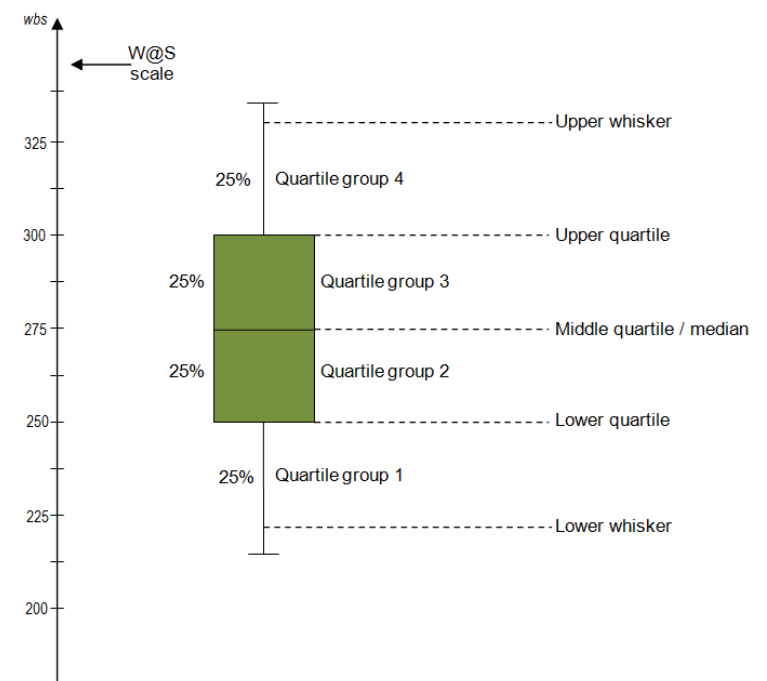 wbs
W@S
scale
Upper whisker
325
25%
Quartile group 4
300
Upper quartile
25%
Quartile group 3
275
Middle quartile / median
25%
Quartile group 2
250
Lower quartile
25%
Quartile group 1
225
Lower whisker
200